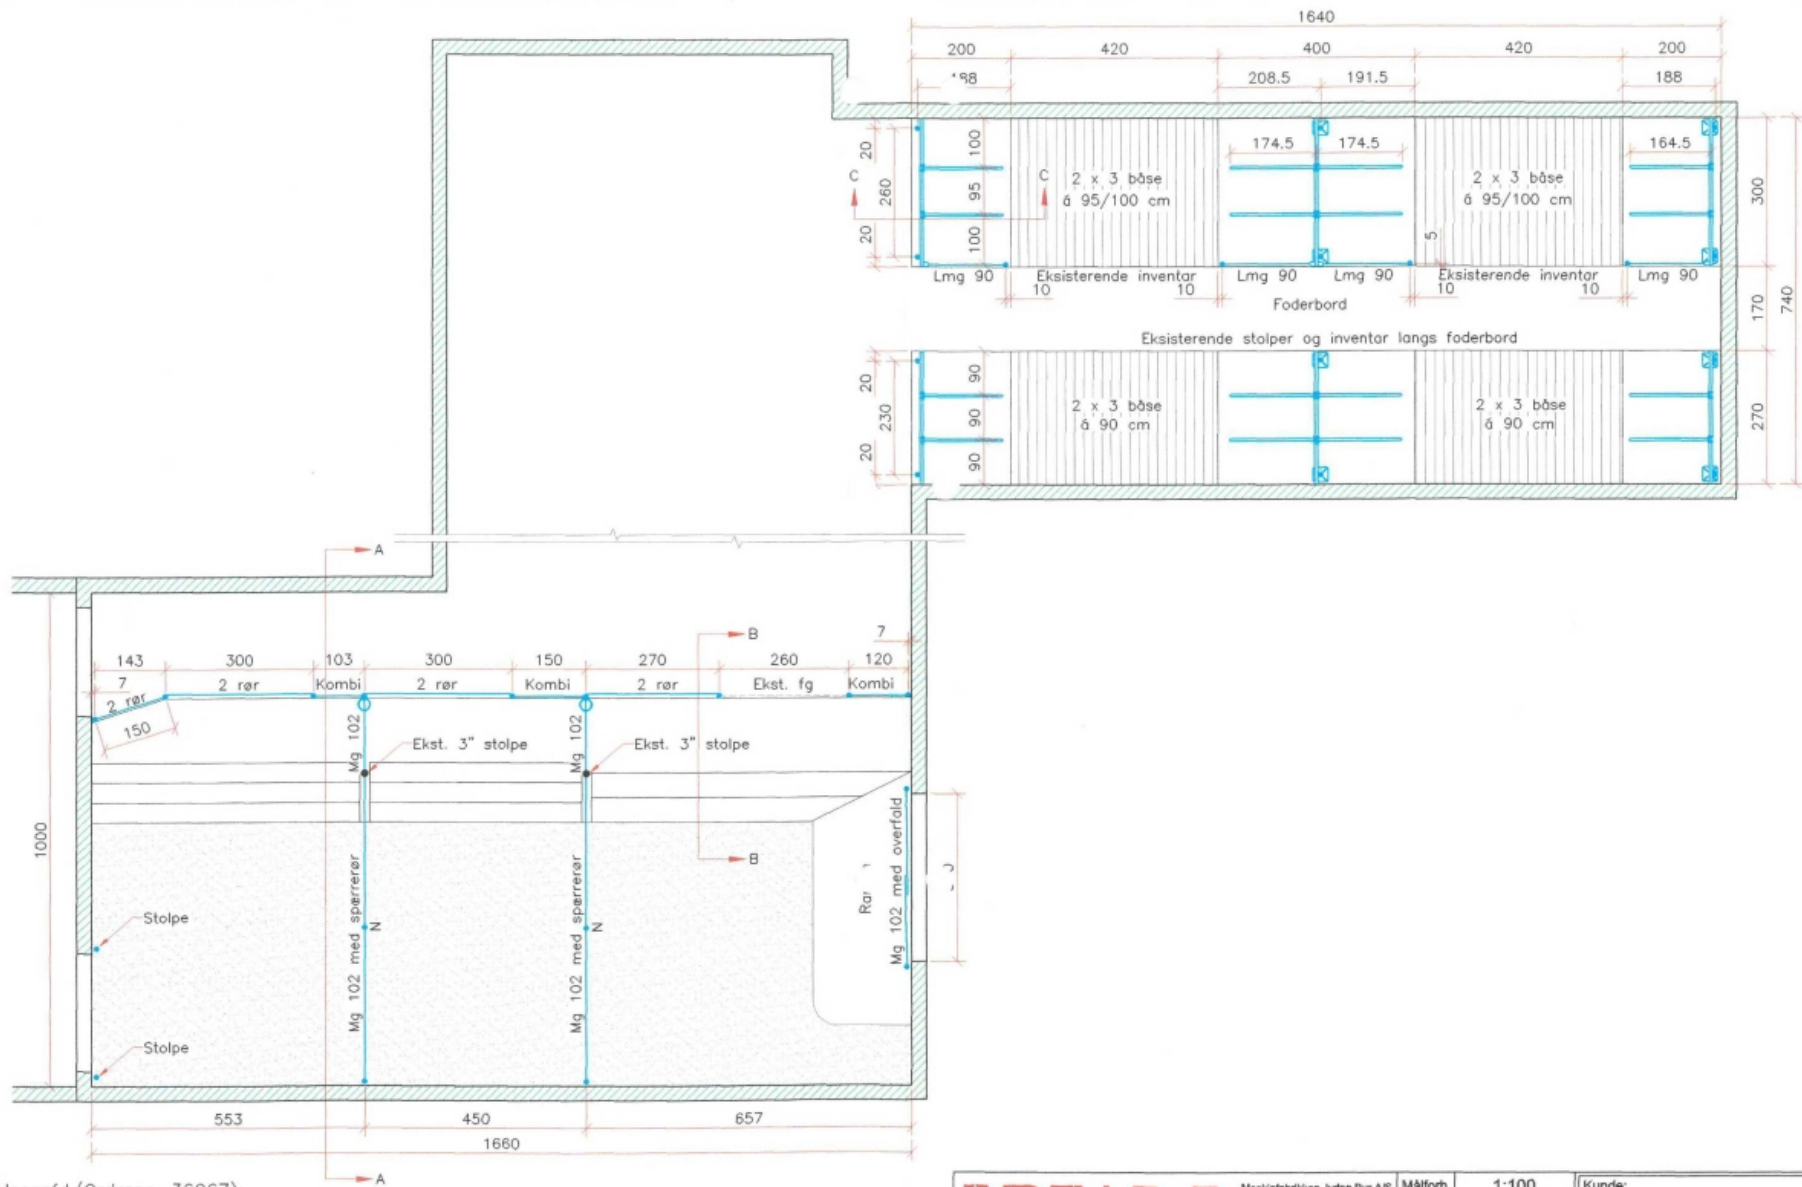 1640
200 420 400 420 200
208.5 191.5 188
20 260 20
100 95 100
C C
2 x 3 båse
á 95/100 cm
174.5 174.5
2 x 3 båse
á 95/100 cm
164.5
5
300 170 740 270
Lmg 90 Eksisterende inventar Lmg 90 Lmg 90 Eksisterende inventar Lmg 90
10 10 10 10
Foderbord
Eksisterende stolper og inventar langs foderbord
20 230 20
90 90 90
2 x 3 båse
á 90 cm
2 x 3 båse
á 90 cm
A
B
7
143 300 103 300 150 270 260 120
7
2 rør 2 rør Kombi 2 rør Kombi 2 rør Ekst. fg Kombi
150
Mg 102
Ekst. 3" stolpe
Mg 102
Ekst. 3" stolpe
1000
B
Mg 102 med spærrerør
N
Mg 102 med spærrerør
N
Mg 102 med overfald
Stolpe
Stolpe
553 450 657
1660
A
Målforh. 1:100 Kunde: